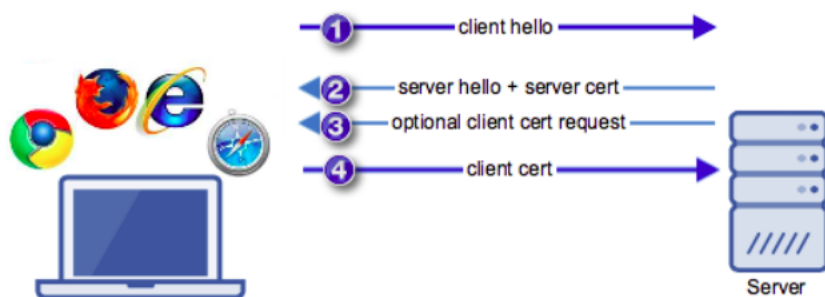 1 client hello
2 server hello + server cert
3 optional client cert request
4 client cert
Server